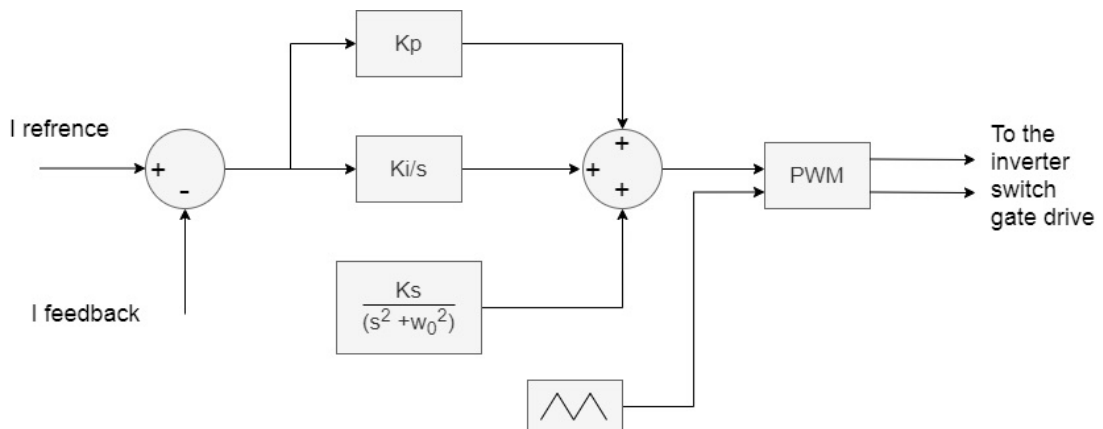 Kp
I refrence
+
-
Ki/s
+
+
+
PWM
To the
inverter
switch
gate drive
I feedback
Ks
(s² +w₀²)